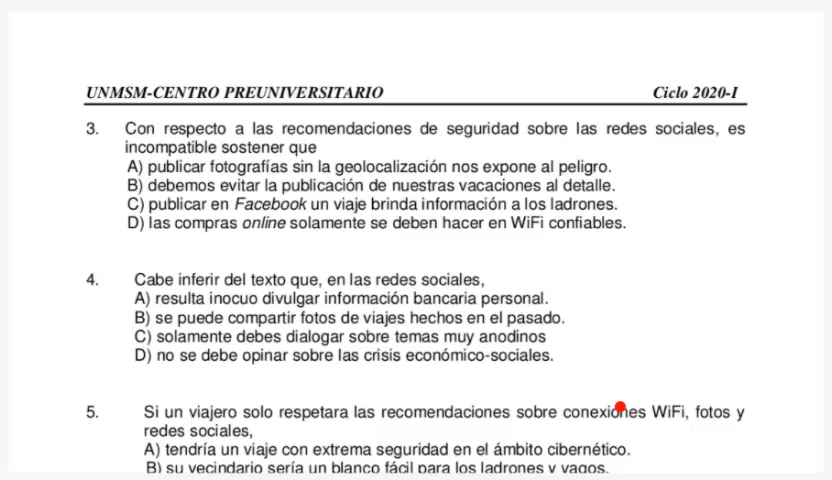 UNMSM-CENTRO PREUNIVERSITARIO Ciclo 2020-I
3. Con respecto a las recomendaciones de seguridad sobre las redes sociales, es
incompatible sostener que
A) publicar fotografías sin la geolocalización nos expone al peligro.
B) debemos evitar la publicación de nuestras vacaciones al detalle.
C) publicar en Facebook un viaje brinda información a los ladrones.
D) las compras online solamente se deben hacer en WiFi confiables.
4. Cabe inferir del texto que, en las redes sociales,
A) resulta inocuo divulgar información bancaria personal.
B) se puede compartir fotos de viajes hechos en el pasado.
C) solamente debes dialogar sobre temas muy anodinos
D) no se debe opinar sobre las crisis económico-sociales.
5. Si un viajero solo respetara las recomendaciones sobre conexiones WiFi, fotos y
redes sociales,
A) tendría un viaje con extrema seguridad en el ámbito cibernético.
B) su vecindario sería un blanco fácil para los ladrones y vagos.